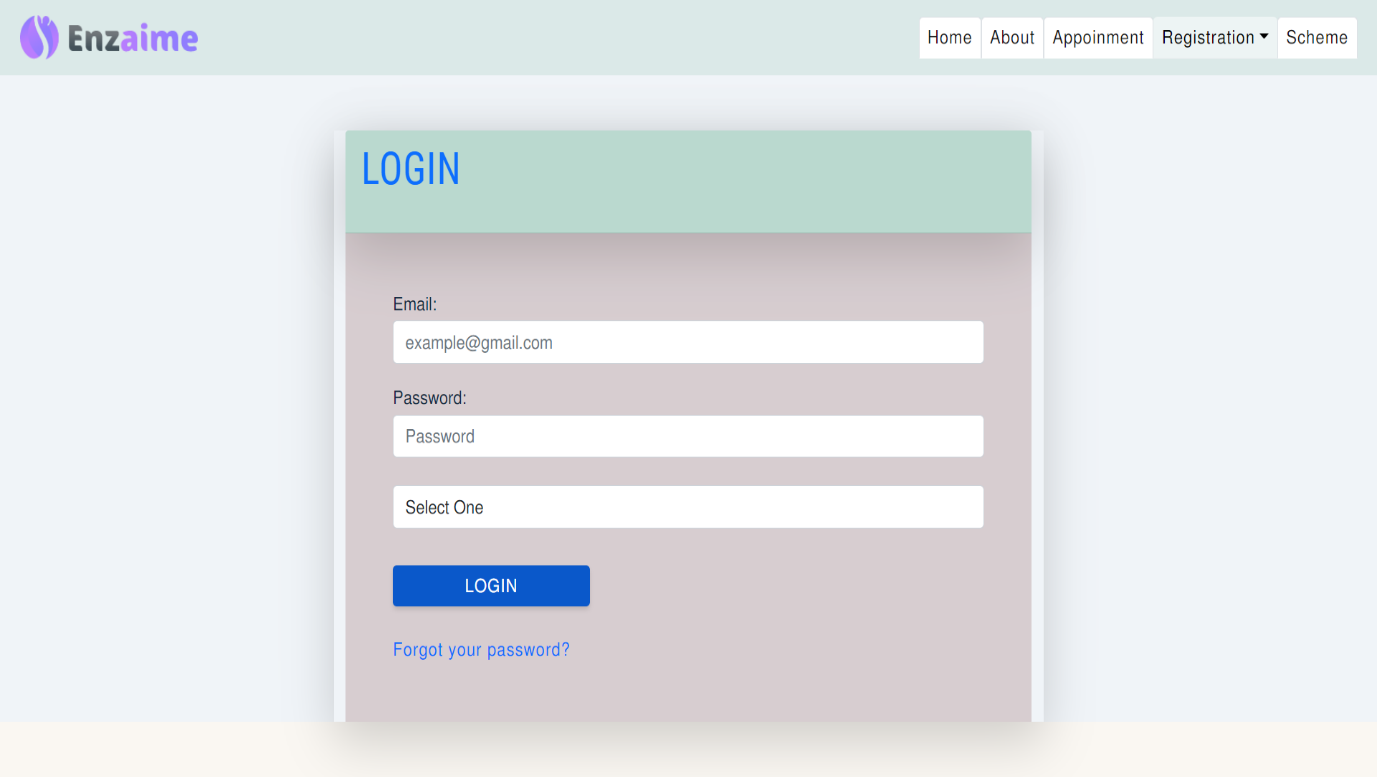 Enzaime
Home About Appoinment Registration Scheme
LOGIN
Email:
example@gmail.com
Password:
Password
Select One
LOGIN
Forgot your password?